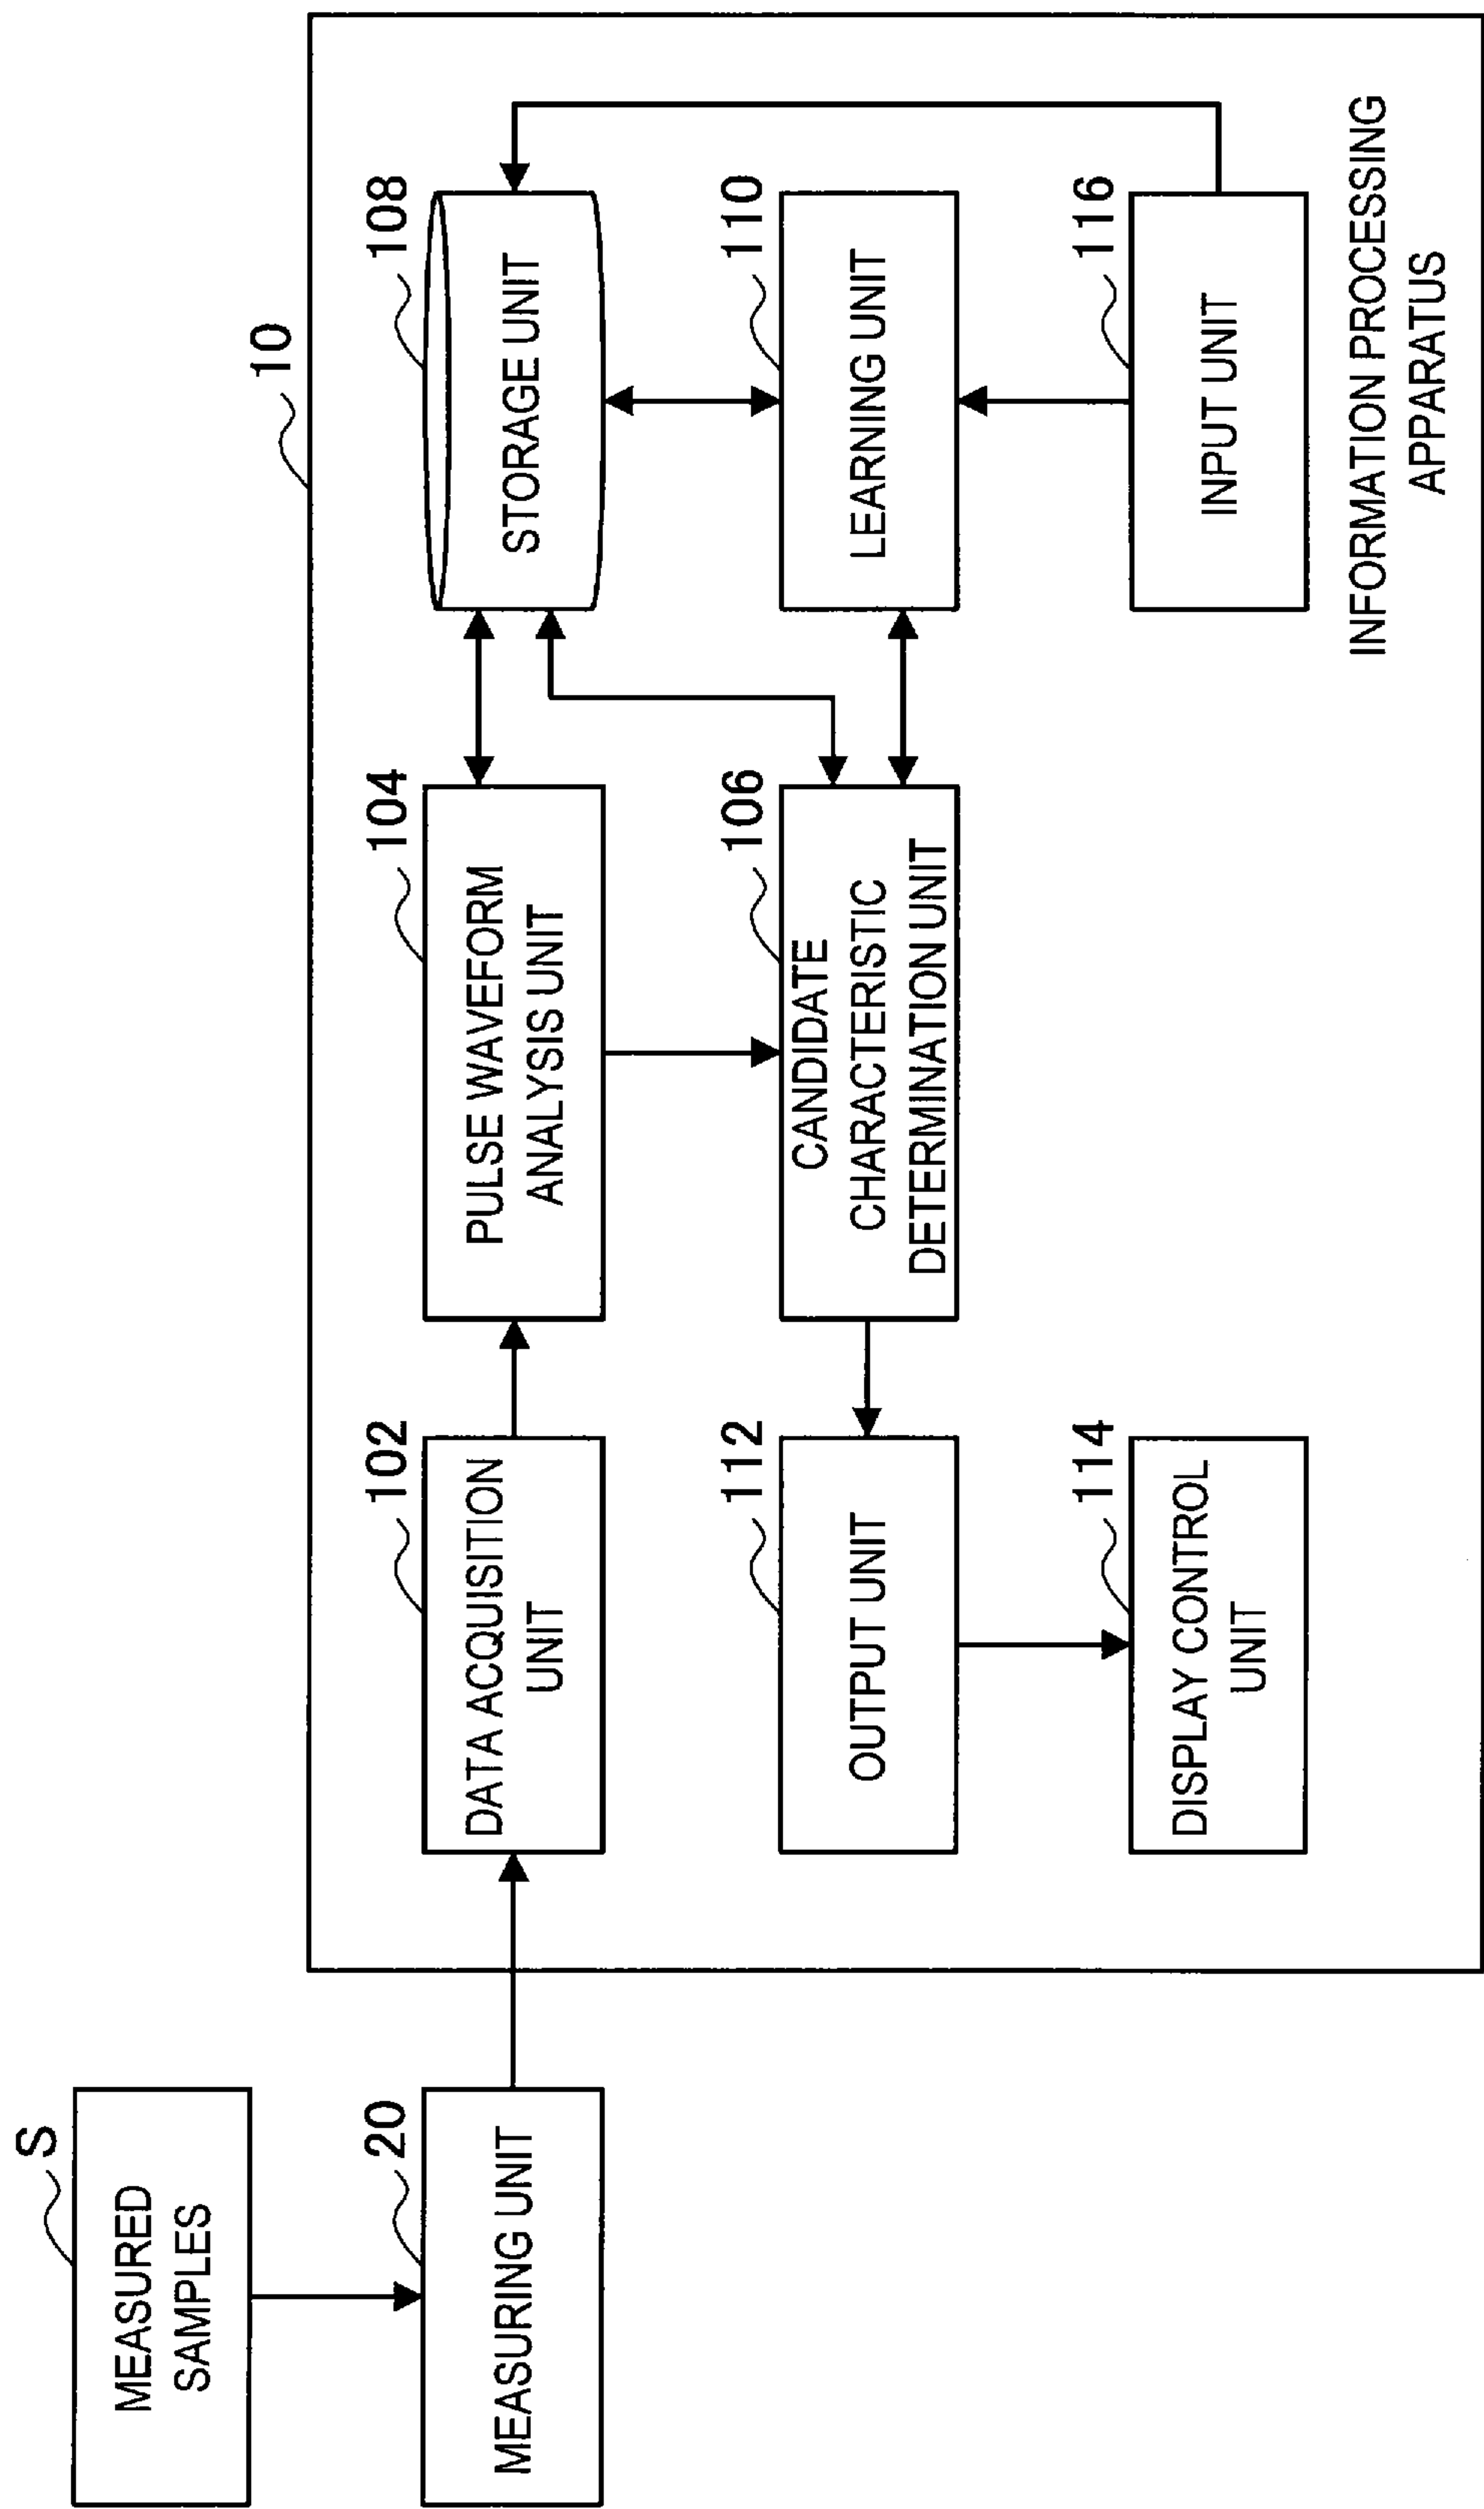 S
MEASURED
SAMPLES
20
MEASURING UNIT
10
102
DATA ACQUISITION
UNIT
104
PULSE WAVEFORM
ANALYSIS UNIT
108
STORAGE UNIT
112
OUTPUT UNIT
106
CANDIDATE
CHARACTERISTIC
DETERMINATION UNIT
110
LEARNING UNIT
114
DISPLAY CONTROL
UNIT
116
INPUT UNIT
INFORMATION PROCESSING
APPARATUS